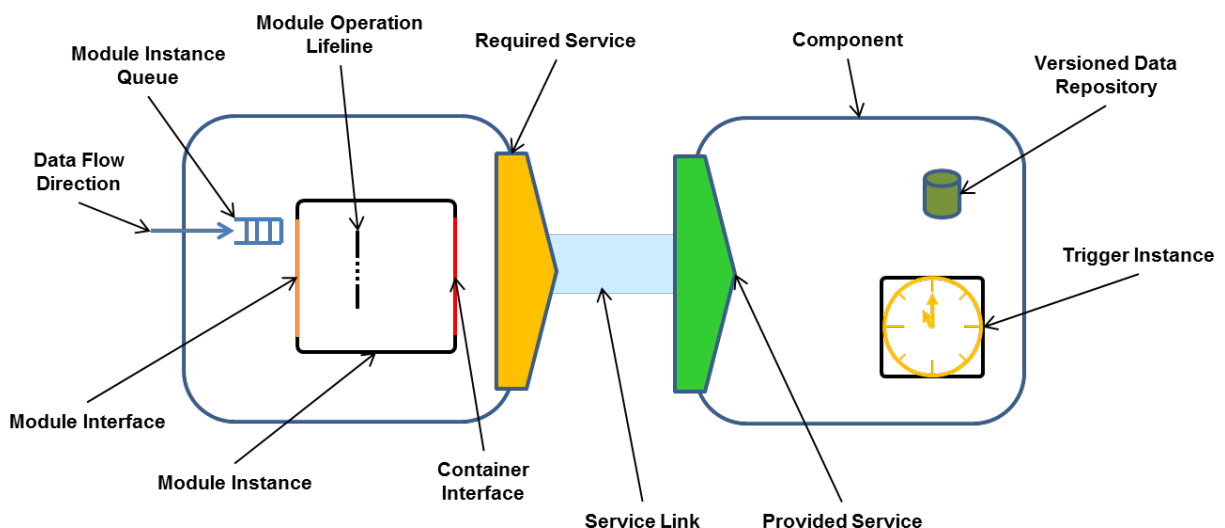 Module Operation
Lifeline
Module Instance
Queue
Required Service
Component
Versioned Data
Repository
Data Flow
Direction
Trigger Instance
Module Interface
Module Instance
Container
Interface
Service Link
Provided Service